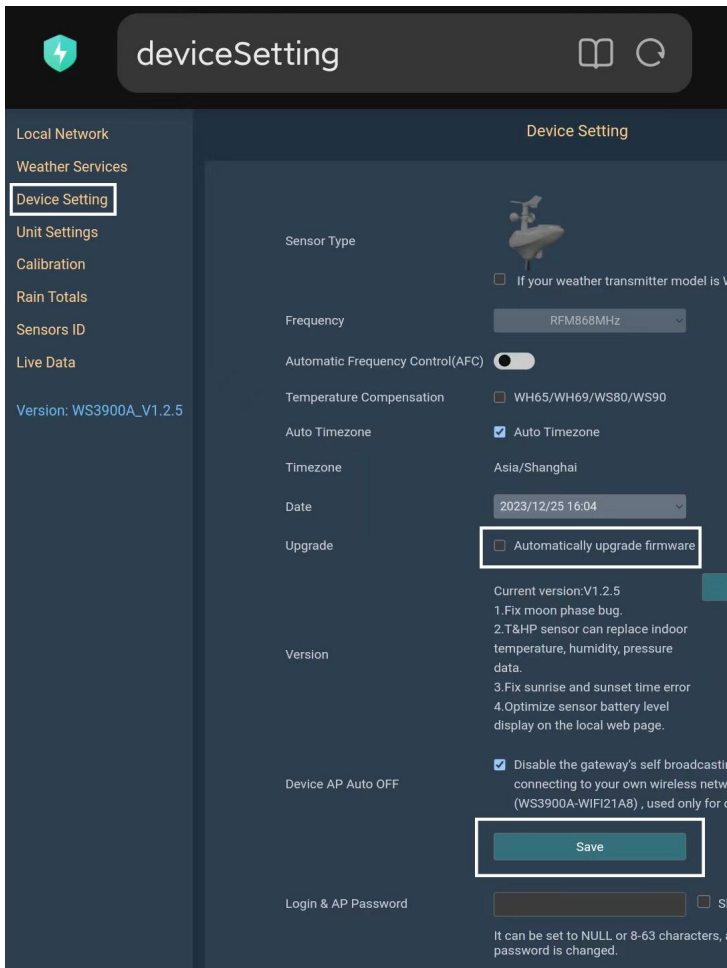 deviceSetting
Local Network
Weather Services
Device Setting
Unit Settings
Calibration
Rain Totals
Sensors ID
Live Data
Version: WS3900A_V1.2.5
Device Setting
Sensor Type
If your weather transmitter model is
Frequency
RFM868MHz
Automatic Frequency Control(AFC)
Temperature Compensation
WH65/WH69/WS80/WS90
Auto Timezone
Auto Timezone
Timezone
Asia/Shanghai
Date
2023/12/25 16:04
Upgrade
Automatically upgrade firmware
Version
Current version:V1.2.5
1.Fix moon phase bug.
2.T&HP sensor can replace indoor
temperature, humidity, pressure
data.
3.Fix sunrise and sunset time error
4.Optimize sensor battery level
display on the local web page.
Device AP Auto OFF
Disable the gateway's self
connecting to your own wireless
(WS3900A-WIFI21A8) , used only for
Save
Login & AP Password
It can be set to NULL or 8-63 characters,
password is changed.